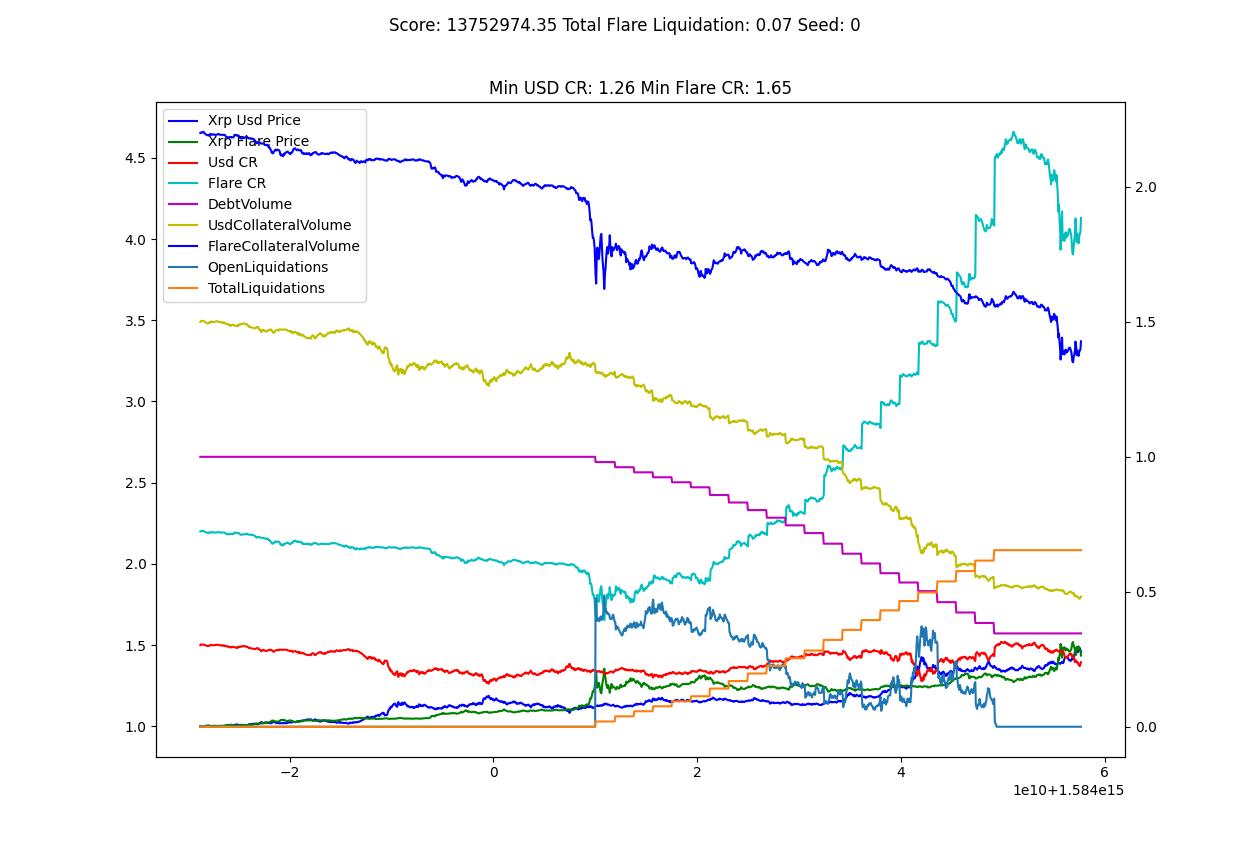 Score: 13752974.35 Total Flare Liquidation: 0.07 Seed: 0
Min USD CR: 1.26 Min Flare CR: 1.65
Xrp Usd Price
Xrp Flare Price
Usd CR
Flare CR
DebtVolume
UsdCollateralVolume
FlareCollateralVolume
OpenLiquidations
TotalLiquidations
4.5
4.0
3.5
3.0
2.5
2.0
1.5
1.0
2.0
1.5
1.0
0.5
0.0
−2
0
2
4
6
1e10+1.584e15